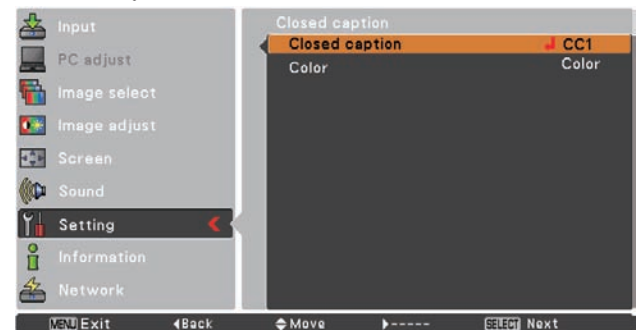 Input
PC adjust
Image select
Image adjust
Screen
Sound
Setting
Information
Network
Closed caption
Closed caption CC1
Color Color
MENU Exit Back Move ----- SELECT Next